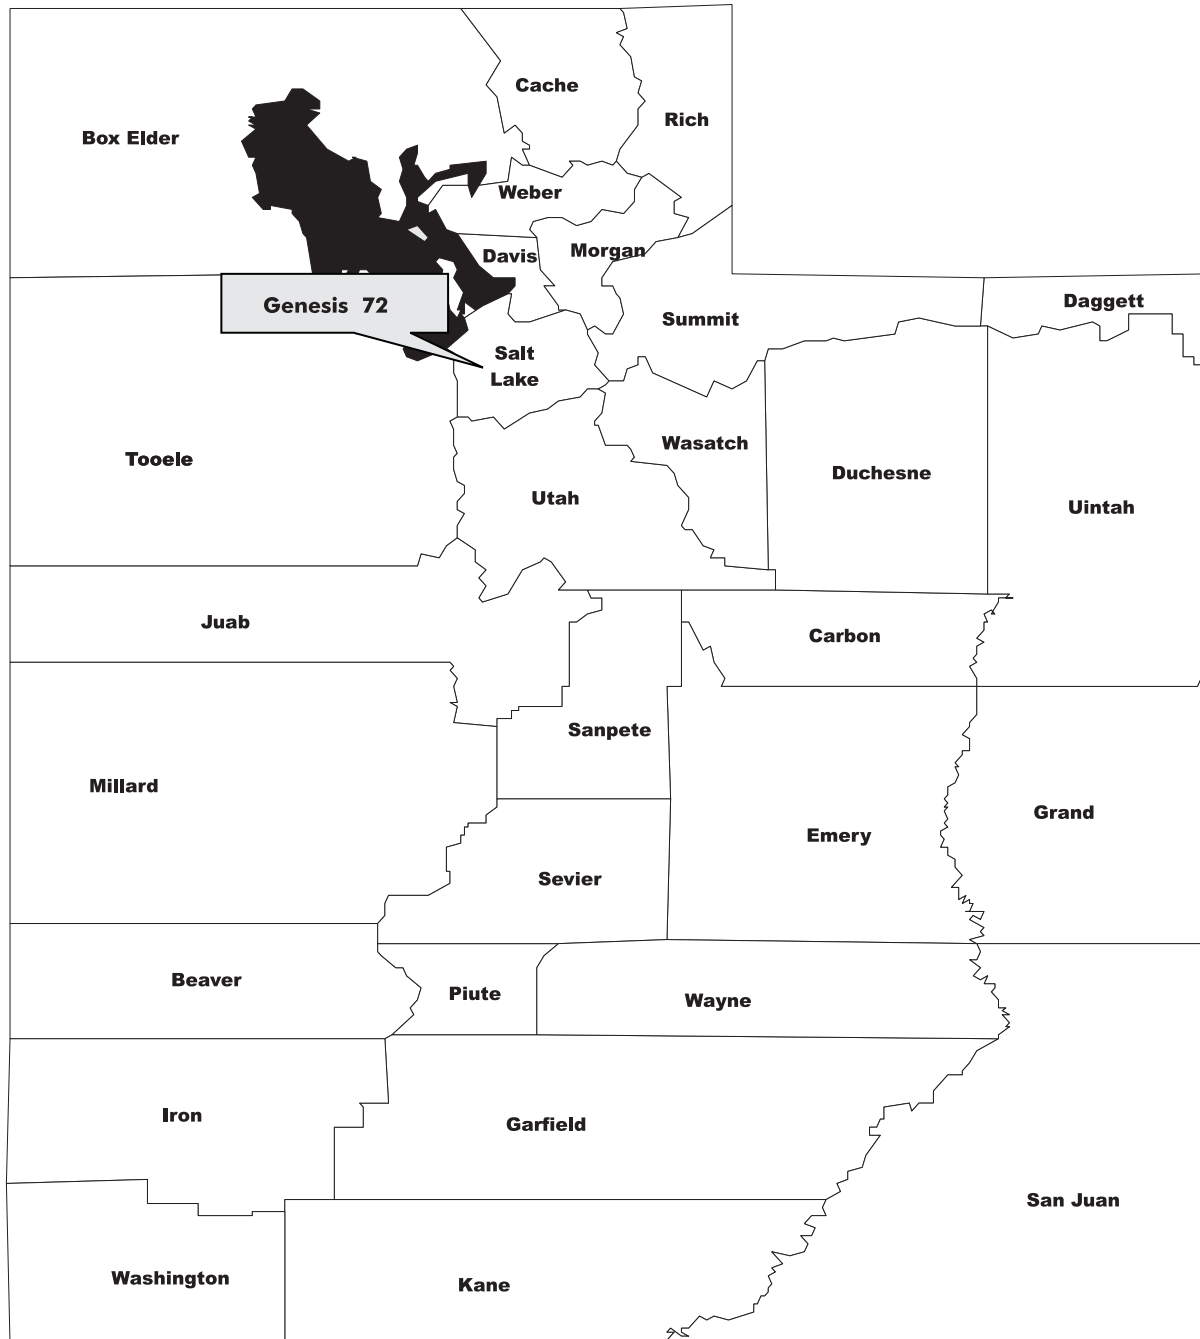 Cache
Rich
Box Elder
Weber
Morgan
Davis
Daggett
Genesis 72
Summit
Salt
Lake
Wasatch
Tooele
Duchesne
Utah
Uintah
Juab
Carbon
Sanpete
Millard
Grand
Emery
Sevier
Beaver
Piute
Wayne
Iron
Garfield
San Juan
Washington
Kane